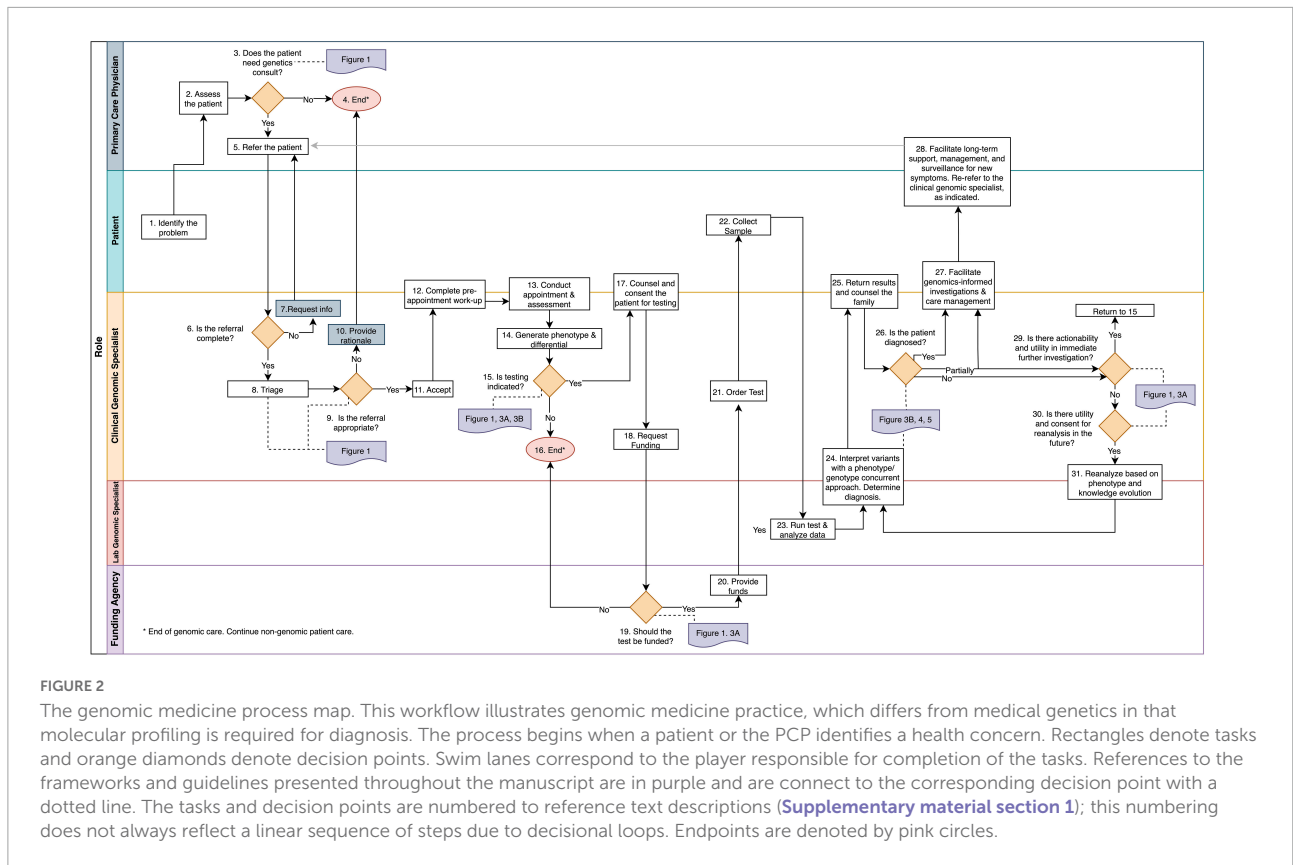 Role
Primary Care Physician
Patient
Clinical Genomic Specialist
Lab Genomic Specialist
Funding Agency
1. Identify the
problem
2. Assess
the patient
3. Does the patient
need genetics
consult?
Figure 1
No
4. End*
Yes
5. Refer the patient
6. Is the referral
complete?
No
7.Request info
Yes
8. Triage
9. Is the referral
appropriate?
Figure 1
No
10. Provide
rationale
Yes
11. Accept
12. Complete pre-
appointment work-up
13. Conduct
appointment &
assessment
14. Generate phenotype &
differential
15. Is testing
indicated?
Figure 1, 3A, 3B
Yes
No
16. End*
17. Counsel and
consent the
patient for testing
18. Request
Funding
19. Should the
test be funded?
Figure 1. 3A
No
Yes
20. Provide
funds
21. Order Test
22. Collect
Sample
Yes
23. Run test &
analyze data
24. Interpret variants
with a phenotype/
genotype concurrent
approach. Determine
diagnosis.
25. Return results
and counsel the
family
26. Is the patient
diagnosed?
Yes
Partially
No
Figure 3B, 4, 5
27. Facilitate
genomics-informed
investigations &
care management
28. Facilitate long-term
support, management, and
surveillance for new
symptoms. Re-refer to the
clinical genomic specialist,
as indicated.
Return to 15
Yes
29. Is there actionability
and utility in immediate
further investigation?
Figure 1, 3A
No
30. Is there utility
and consent for
reanalysis in the
future?
Yes
31. Reanalyze based on
phenotype and
knowledge evolution
* End of genomic care. Continue non-genomic patient care.
FIGURE 2
The genomic medicine process map. This workflow illustrates genomic medicine practice, which differs from medical genetics in that
molecular profiling is required for diagnosis. The process begins when a patient or the PCP identifies a health concern. Rectangles denote tasks
and orange diamonds denote decision points. Swim lanes correspond to the player responsible for completion of the tasks. References to the
frameworks and guidelines presented throughout the manuscript are in purple and are connect to the corresponding decision point with a
dotted line. The tasks and decision points are numbered to reference text descriptions (Supplementary material section 1); this numbering
does not always reflect a linear sequence of steps due to decisional loops. Endpoints are denoted by pink circles.